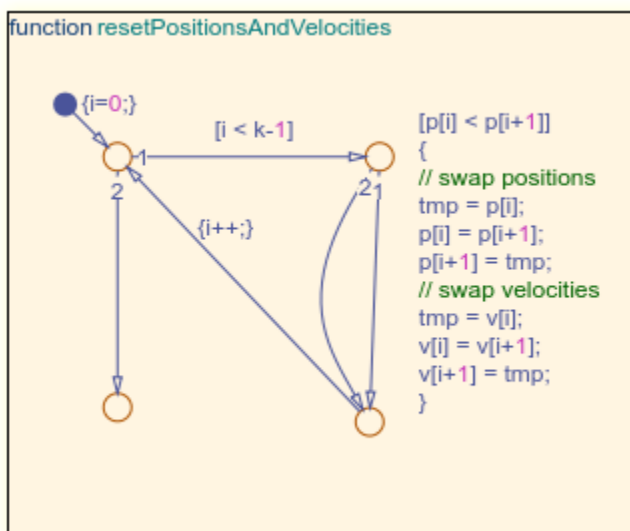 function resetPositionsAndVelocities
{i=0;}
[i < k-1]
1
2
2
1
{i++;}
[p[i] < p[i+1]]
{
// swap positions
tmp = p[i];
p[i] = p[i+1];
p[i+1] = tmp;
// swap velocities
tmp = v[i];
v[i] = v[i+1];
v[i+1] = tmp;
}